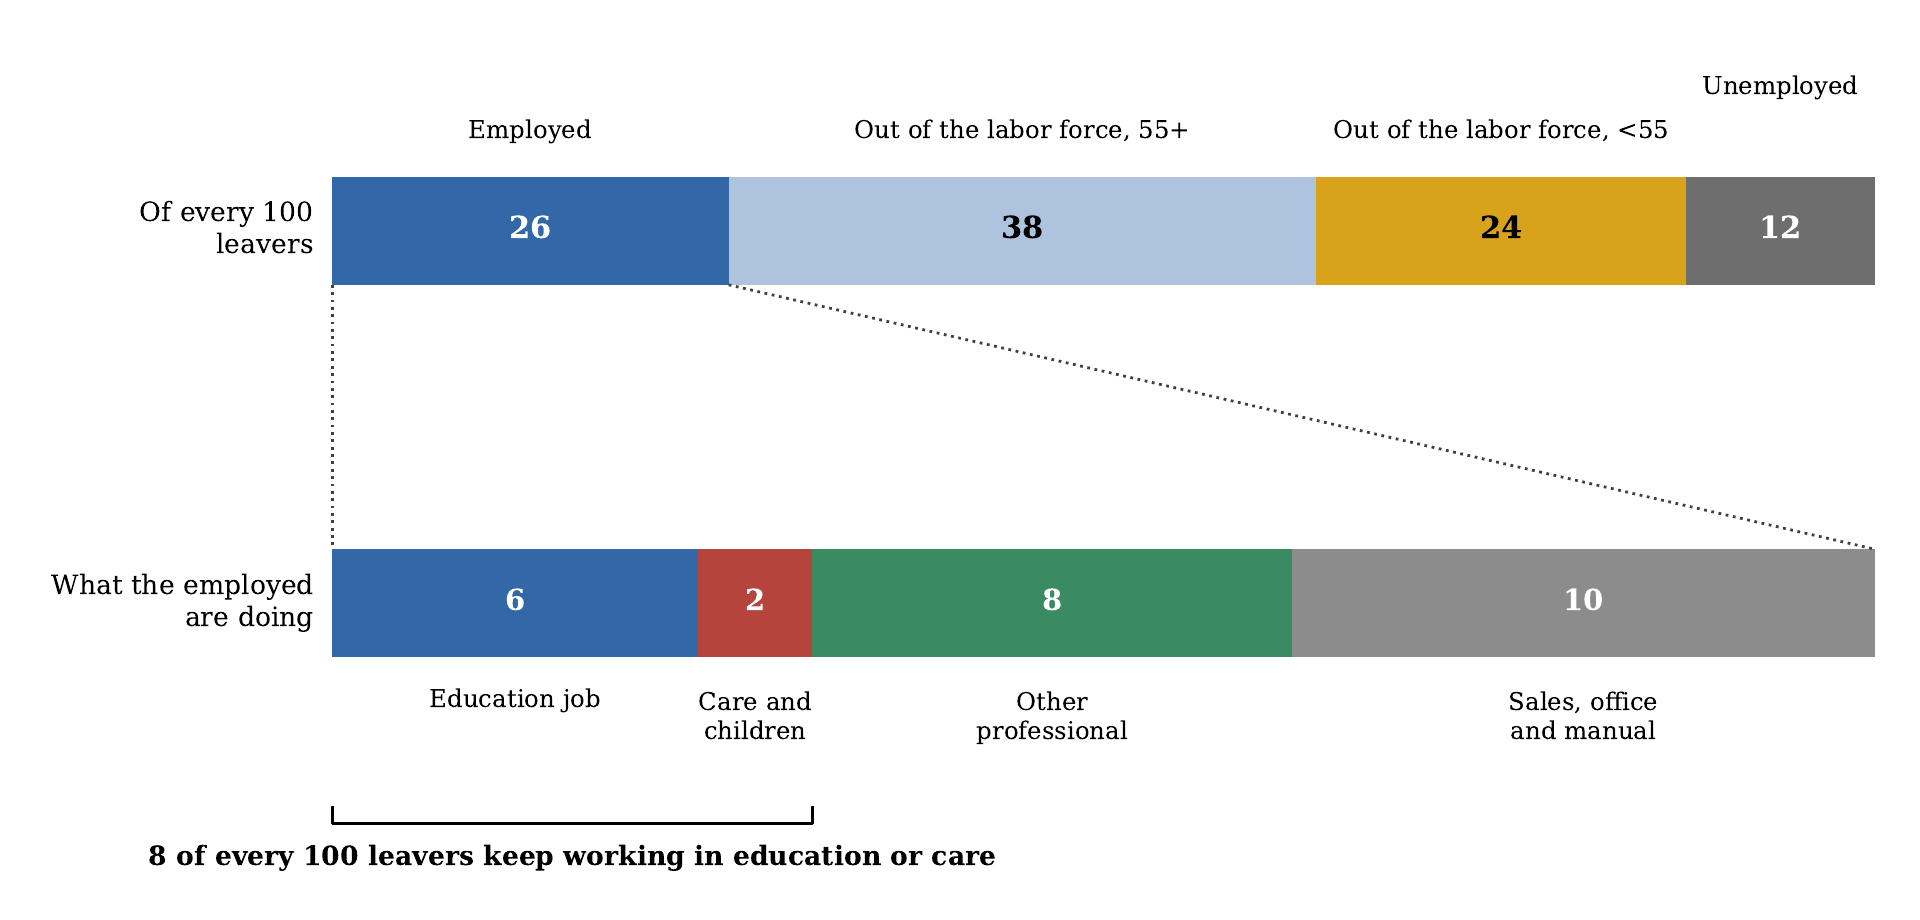 Unemployed
Employed
Out of the labor force, 55+
Out of the labor force, <55
Of every 100
leavers
26
38
24
12
What the employed
are doing
6
2
8
10
Education job
Care and
children
Other
professional
Sales, office
and manual
8 of every 100 leavers keep working in education or care